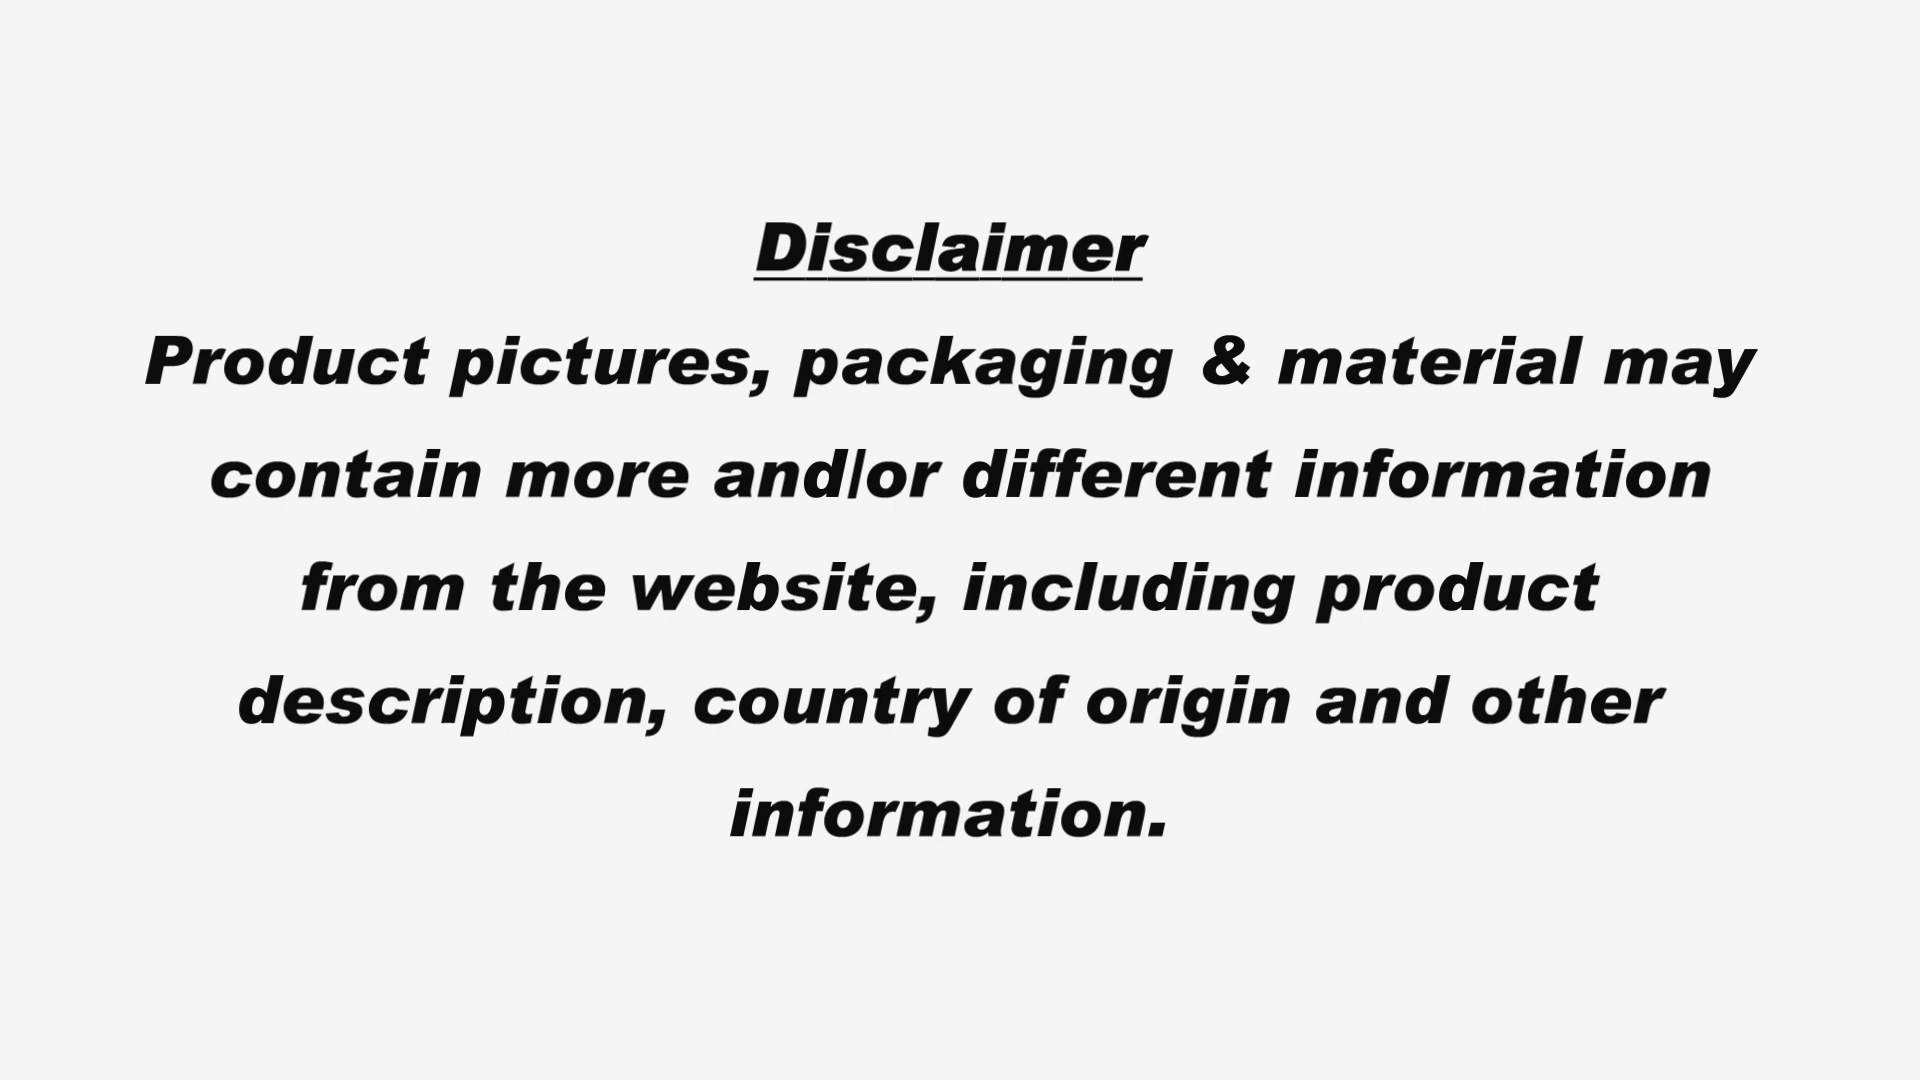 Disclaimer
Product pictures, packaging & material may
contain more and/or different information
from the website, including product
description, country of origin and other
information.